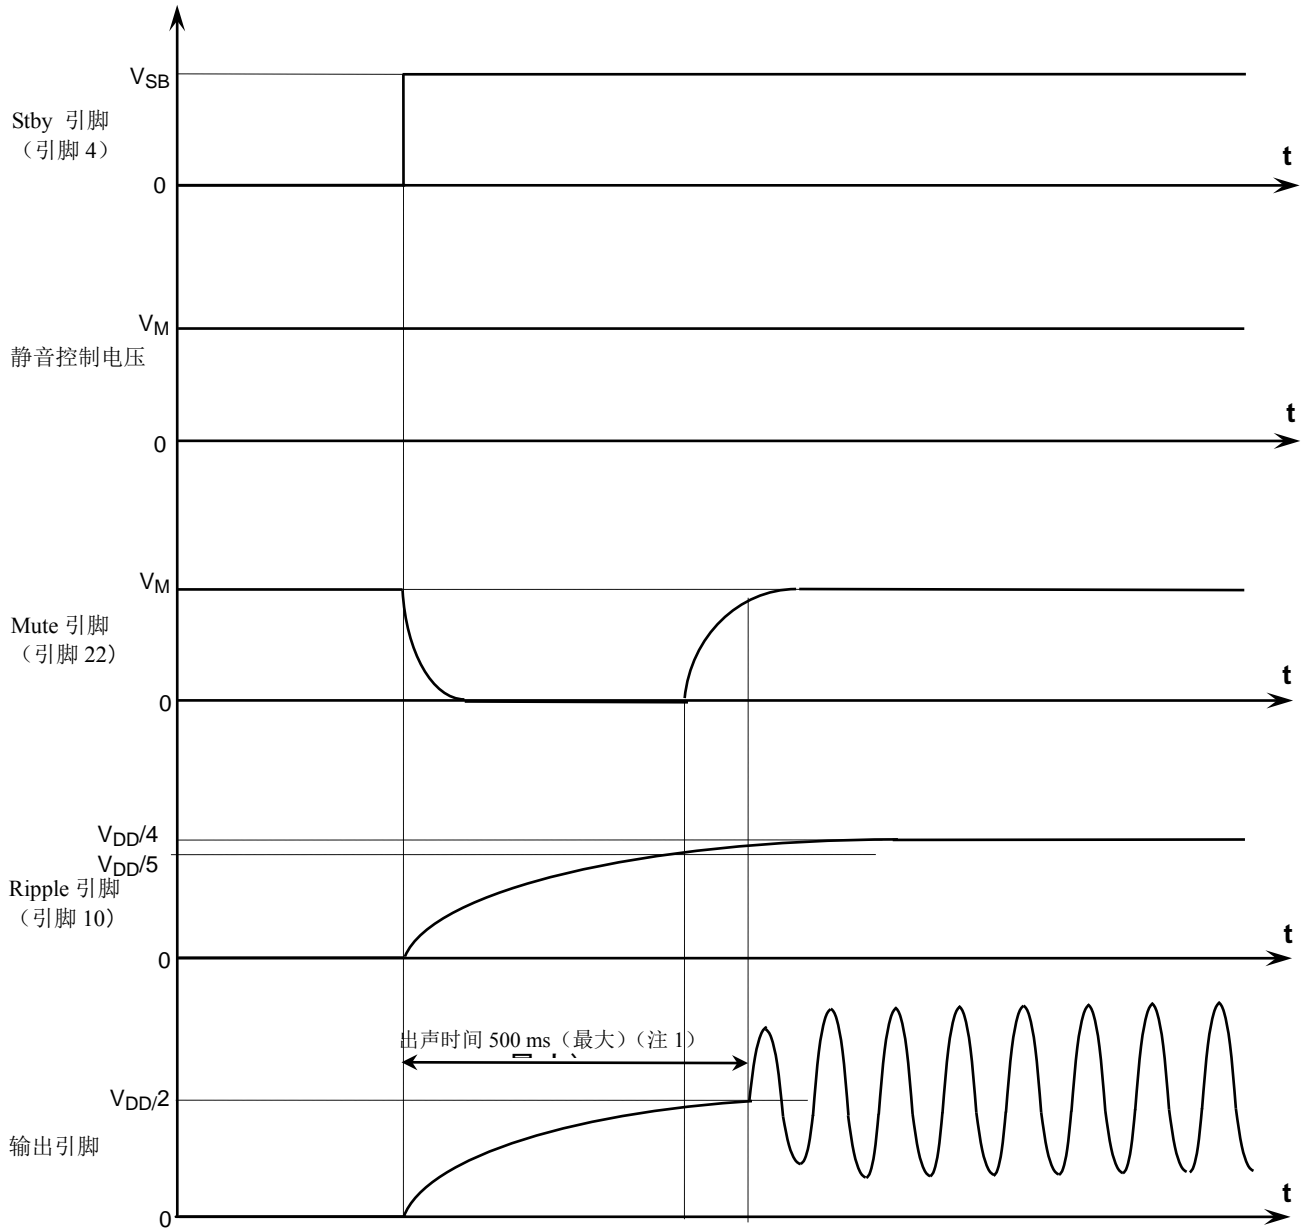 VSB
Stby 引脚
（引脚 4）
t
0
VM
静音控制电压
t
0
VM
Mute 引脚
（引脚 22）
t
0
VDD/4
VDD/5
Ripple 引脚
（引脚 10）
t
0
出声时间 500 ms（最大）（注 1）
VDD/2
输出引脚
t
0